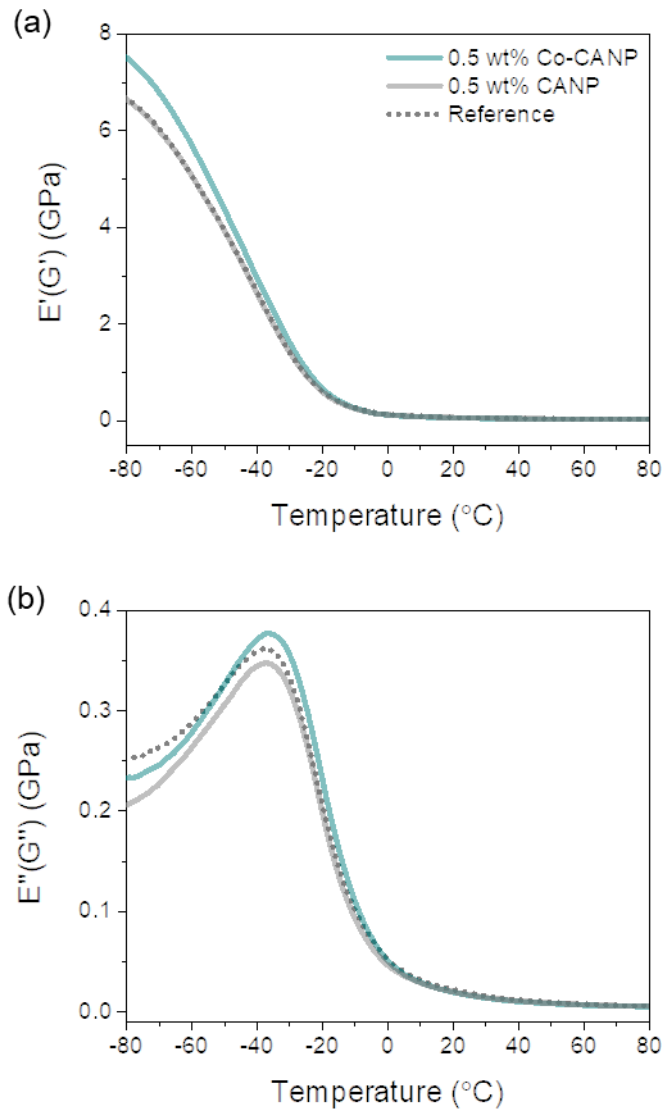 (a)
8
6
4
2
0
E'(G') (GPa)
0.5 wt% Co-CANP
0.5 wt% CANP
Reference
-80 -60 -40 -20 0 20 40 60 80
Temperature (°C)
(b)
0.4
0.3
0.2
0.1
0.0
E"(G") (GPa)
-80 -60 -40 -20 0 20 40 60 80
Temperature (°C)